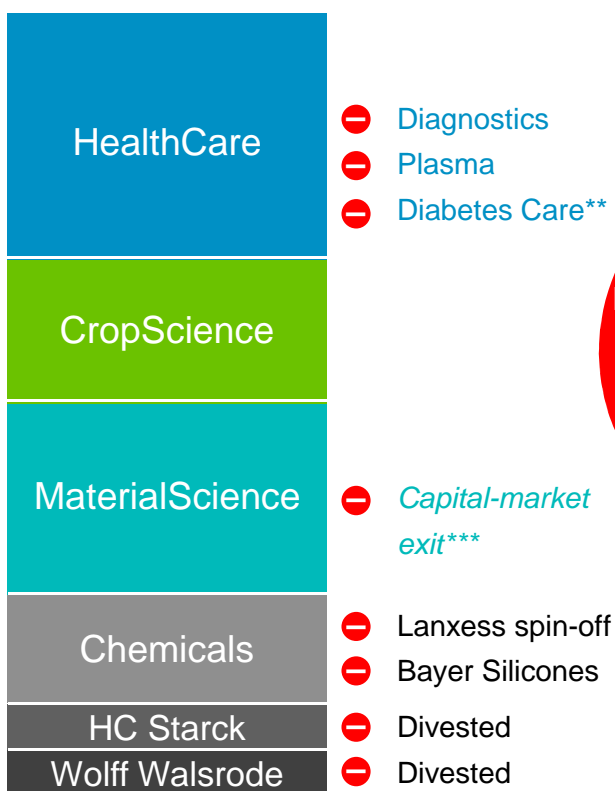 HealthCare
Diagnostics
Plasma
Diabetes Care**
CropScience
MaterialScience
Capital-market
exit***
Chemicals
Lanxess spin-off
Bayer Silicones
HC Starck
Divested
Wolff Walsrode
Divested